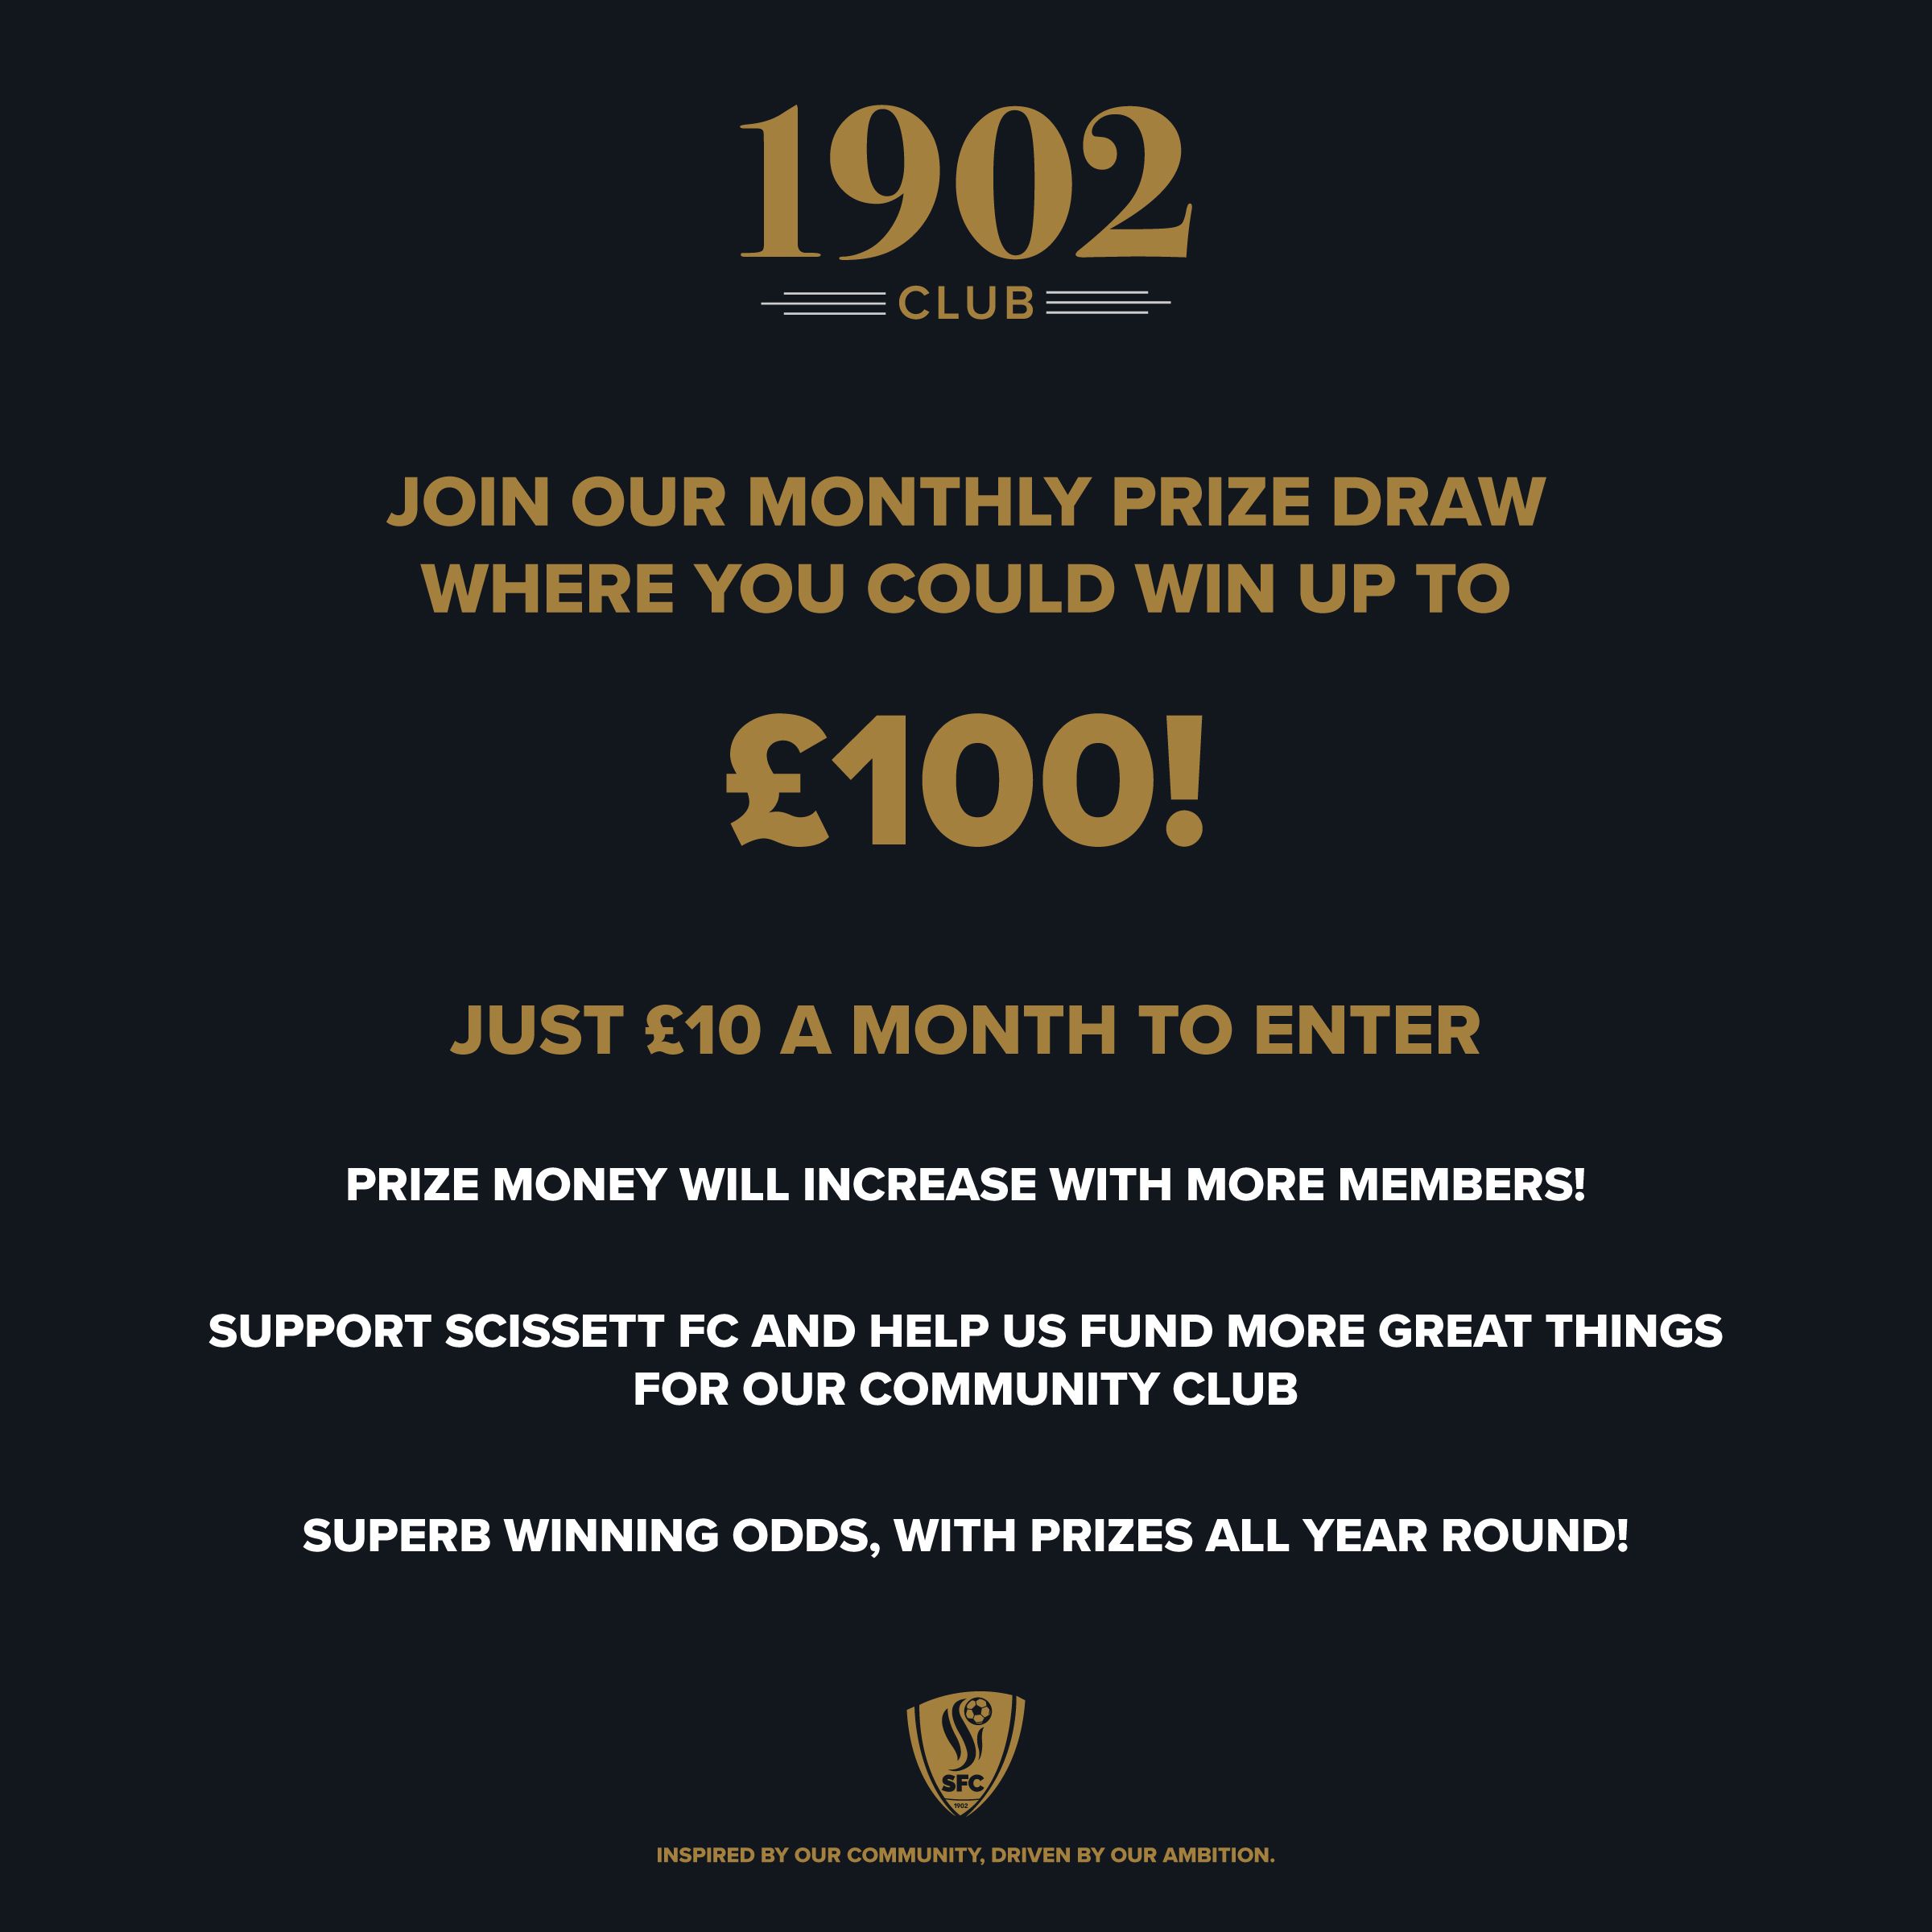 1902
CLUB
JOIN OUR MONTHLY PRIZE DRAW
WHERE YOU COULD WIN UP TO
£100!
JUST £10 A MONTH TO ENTER
PRIZE MONEY WILL INCREASE WITH MORE MEMBERS!
SUPPORT SCISSETT FC AND HELP US FUND MORE GREAT THINGS
FOR OUR COMMUNITY CLUB
SUPERB WINNING ODDS, WITH PRIZES ALL YEAR ROUND!
SFC
1902
INSPIRED BY OUR COMMUNITY, DRIVEN BY OUR AMBITION.